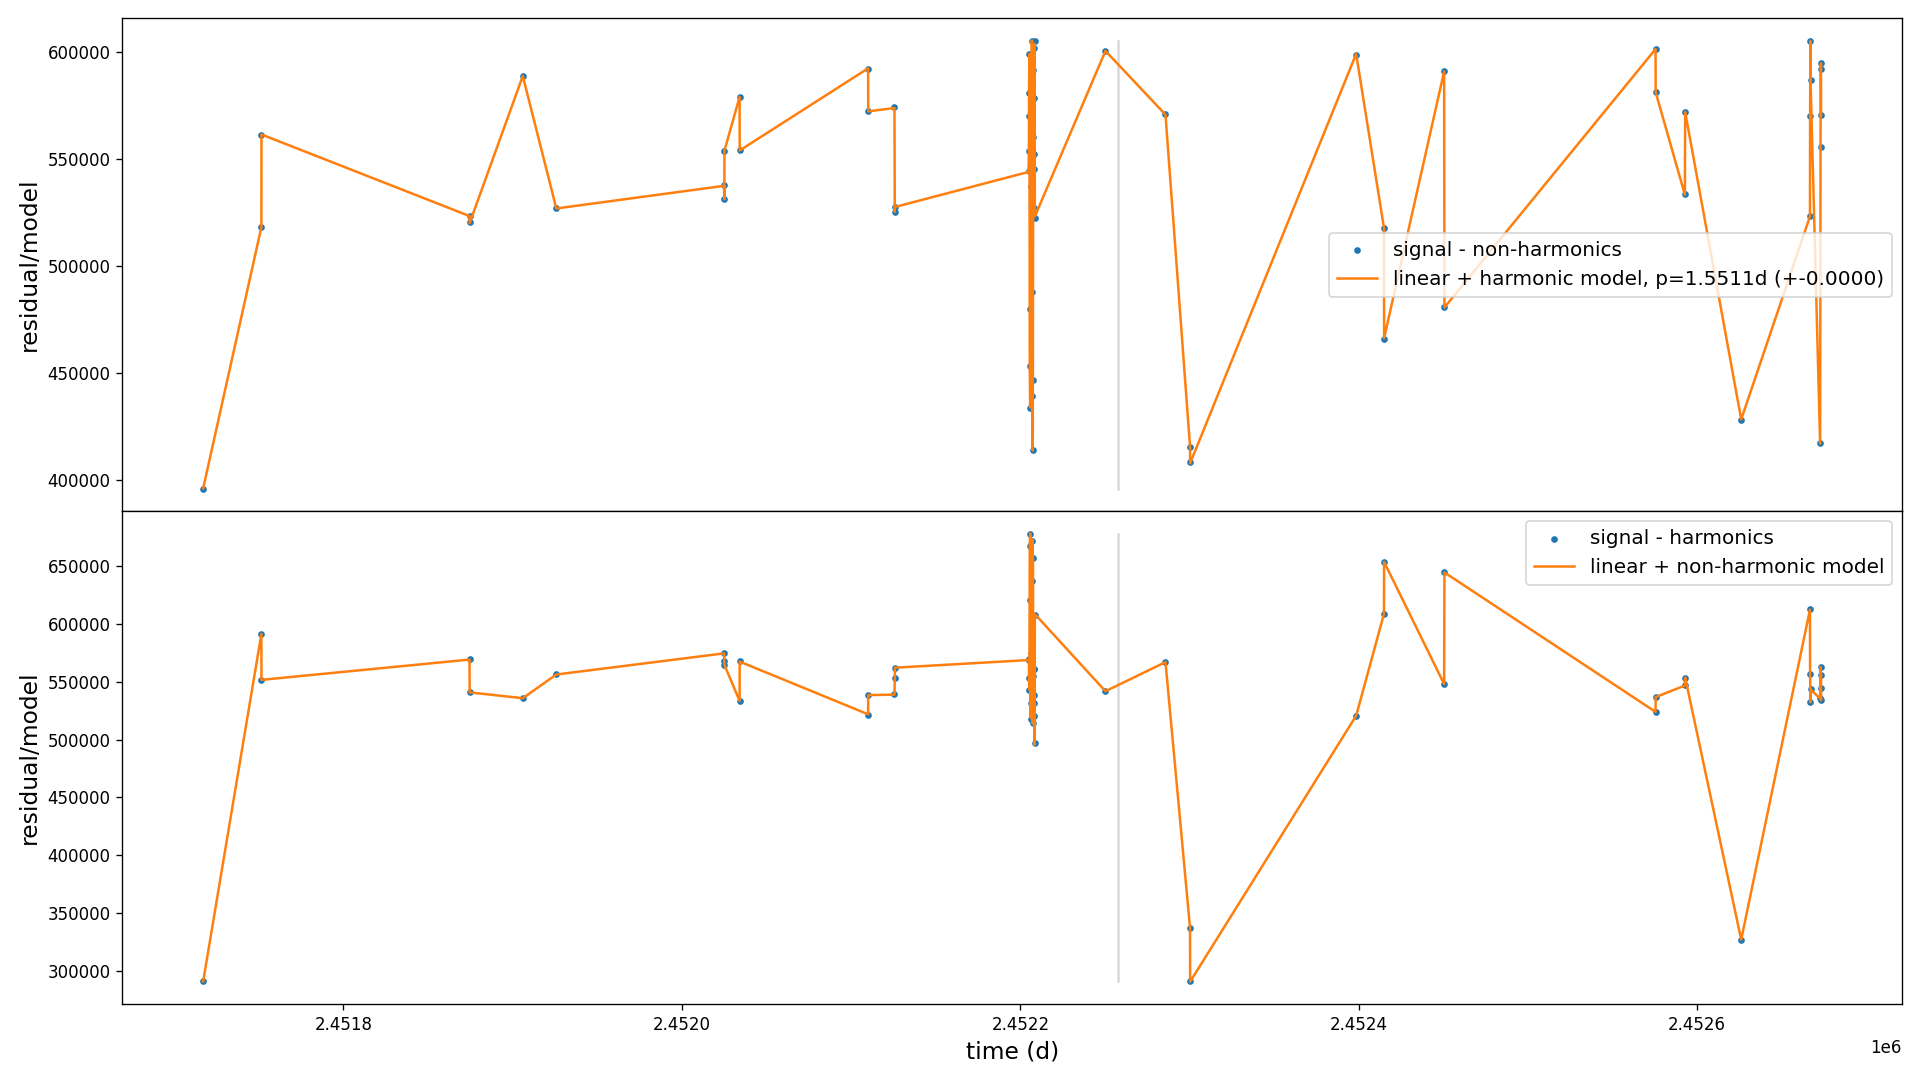 600000
550000
500000
450000
400000
residual/model
signal - non-harmonics
linear + harmonic model, p=1.5511d (+-0.0000)
650000
600000
550000
500000
450000
400000
350000
300000
residual/model
signal - harmonics
linear + non-harmonic model
2.4518
2.4520
2.4522
2.4524
2.4526
1e6
time (d)